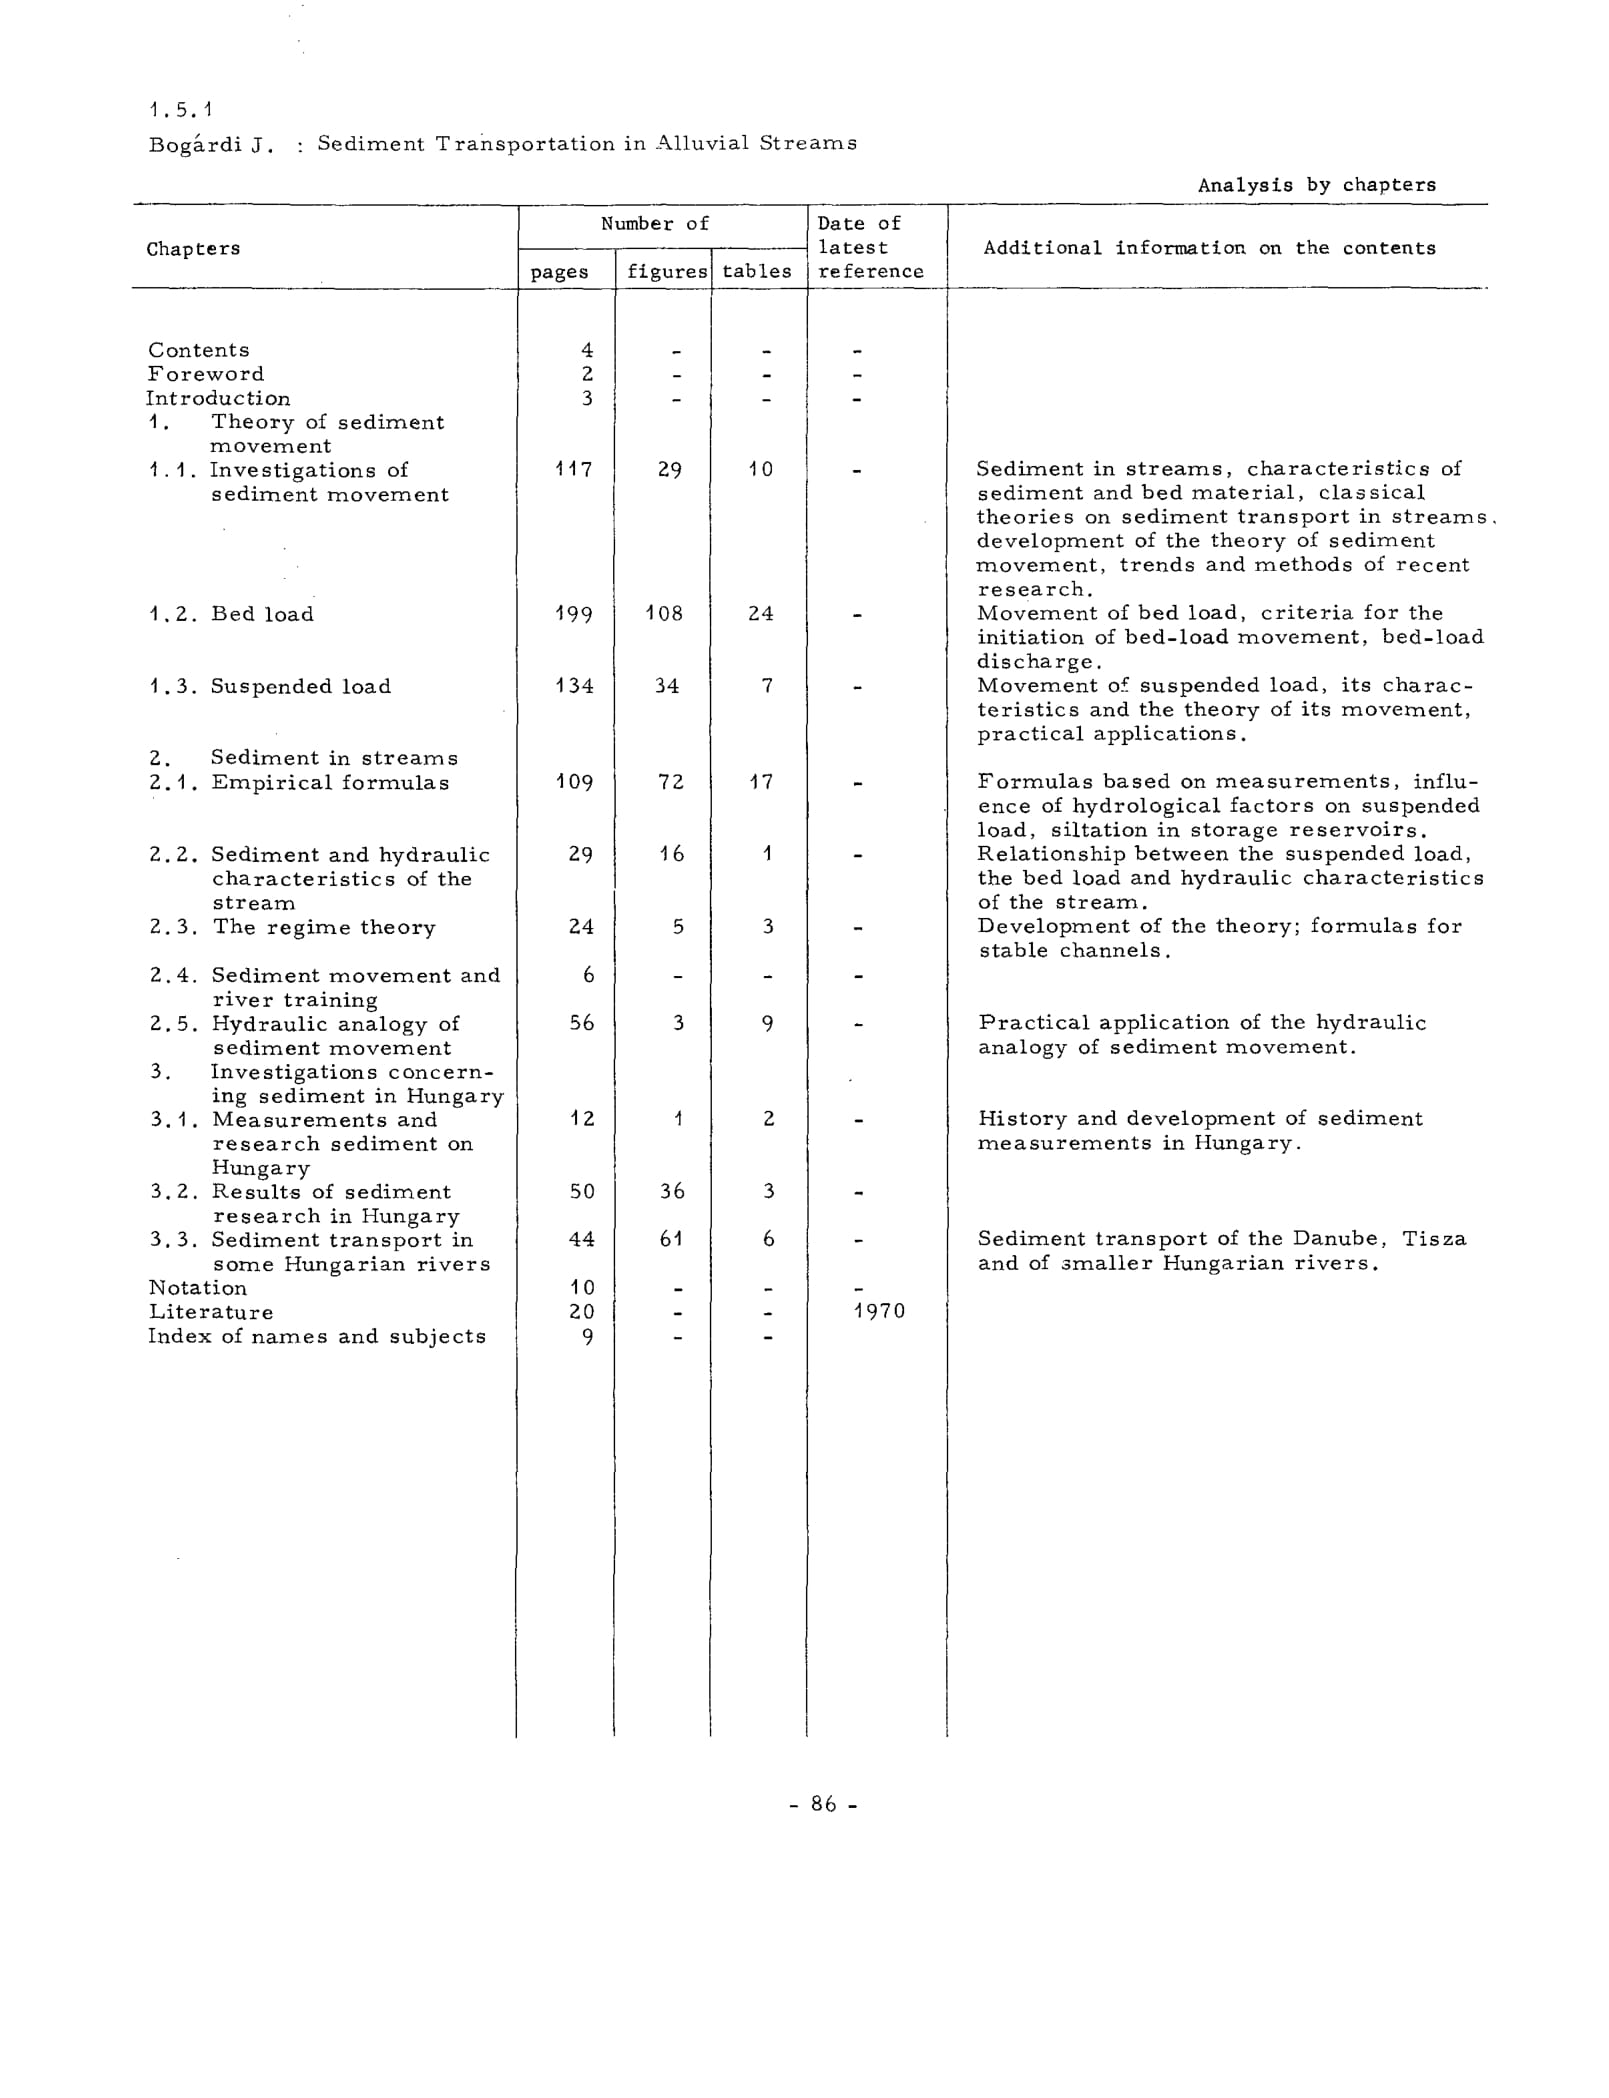 1.5.1
Bogárdi J. : Sediment Transportation in Alluvial Streams
Analysis by chapters
Chapters
Number of
pages figures tables
Date of
latest
reference
Additional information on the contents
Contents 4 - - -
Foreword 2 - - -
Introduction 3 - - -
1. Theory of sediment
movement
1.1. Investigations of 117 29 10 - Sediment in streams, characteristics of
sediment movement sediment and bed material, classical
theories on sediment transport in streams,
development of the theory of sediment
movement, trends and methods of recent
research.
1.2. Bed load 199 108 24 - Movement of bed load, criteria for the
initiation of bed-load movement, bed-load
discharge.
1.3. Suspended load 134 34 7 - Movement of suspended load, its charac-
teristics and the theory of its movement,
practical applications.
2. Sediment in streams
2.1. Empirical formulas 109 72 17 - Formulas based on measurements, influ-
ence of hydrological factors on suspended
load, siltation in storage reservoirs.
2.2. Sediment and hydraulic 29 16 1 - Relationship between the suspended load,
characteristics of the the bed load and hydraulic characteristics
stream of the stream.
2.3. The regime theory 24 5 3 - Development of the theory; formulas for
stable channels.
2.4. Sediment movement and 6 - - -
river training
2.5. Hydraulic analogy of 56 3 9 - Practical application of the hydraulic
sediment movement analogy of sediment movement.
3. Investigations concern-
ing sediment in Hungary
3.1. Measurements and 12 1 2 - History and development of sediment
research sediment on measurements in Hungary.
Hungary
3.2. Results of sediment 50 36 3 -
research in Hungary
3.3. Sediment transport in 44 61 6 - Sediment transport of the Danube, Tisza
some Hungarian rivers and of smaller Hungarian rivers.
Notation 10 - - -
Literature 20 - - 1970
Index of names and subjects 9 - -
- 86 -